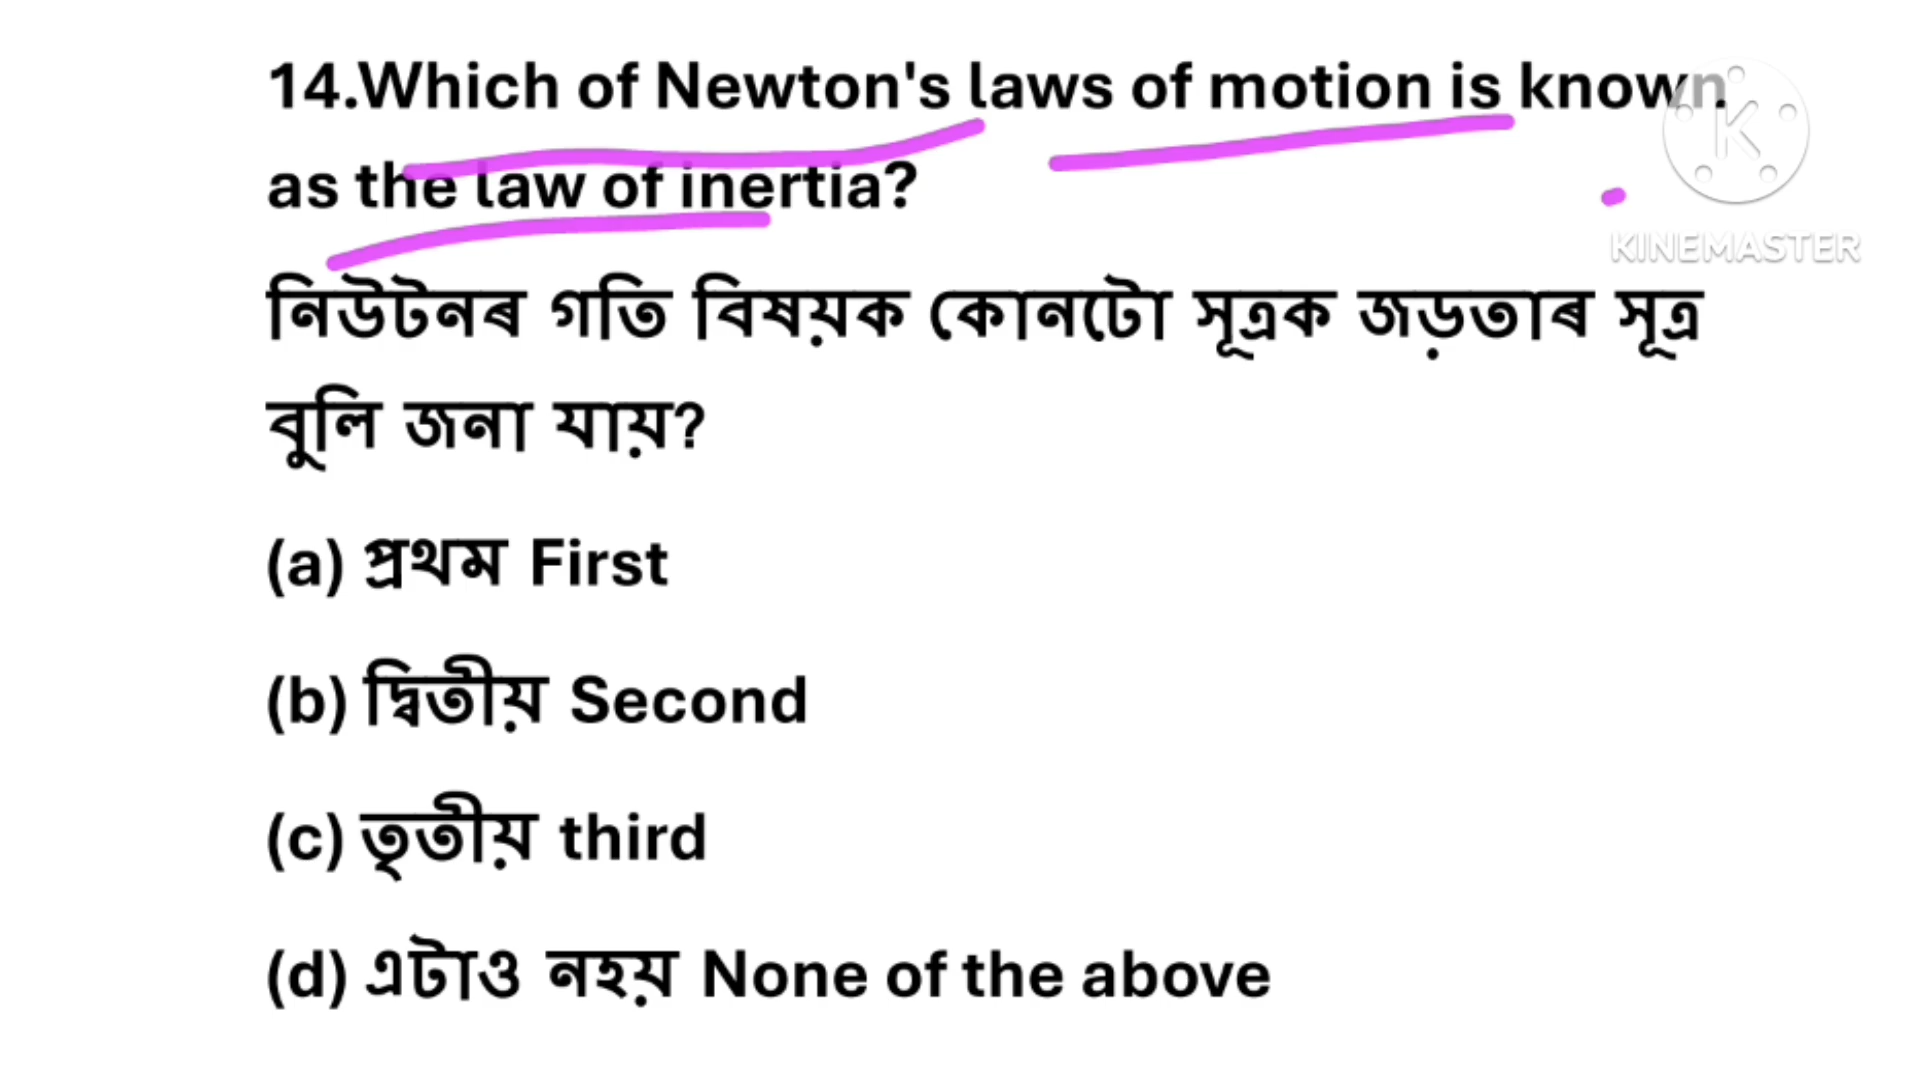 14.Which of Newton's laws of motion is known
as the law of inertia?
নিউটনৰ গতি বিষয়ক কোনটো সূত্ৰক জড়তাৰ সূত্ৰ
বুলি জনা যায়?
(a) প্ৰথম First
(b) দ্বিতীয় Second
(c) তৃতীয় third
(d) এটাও নহয় None of the above
K
KINEMASTER